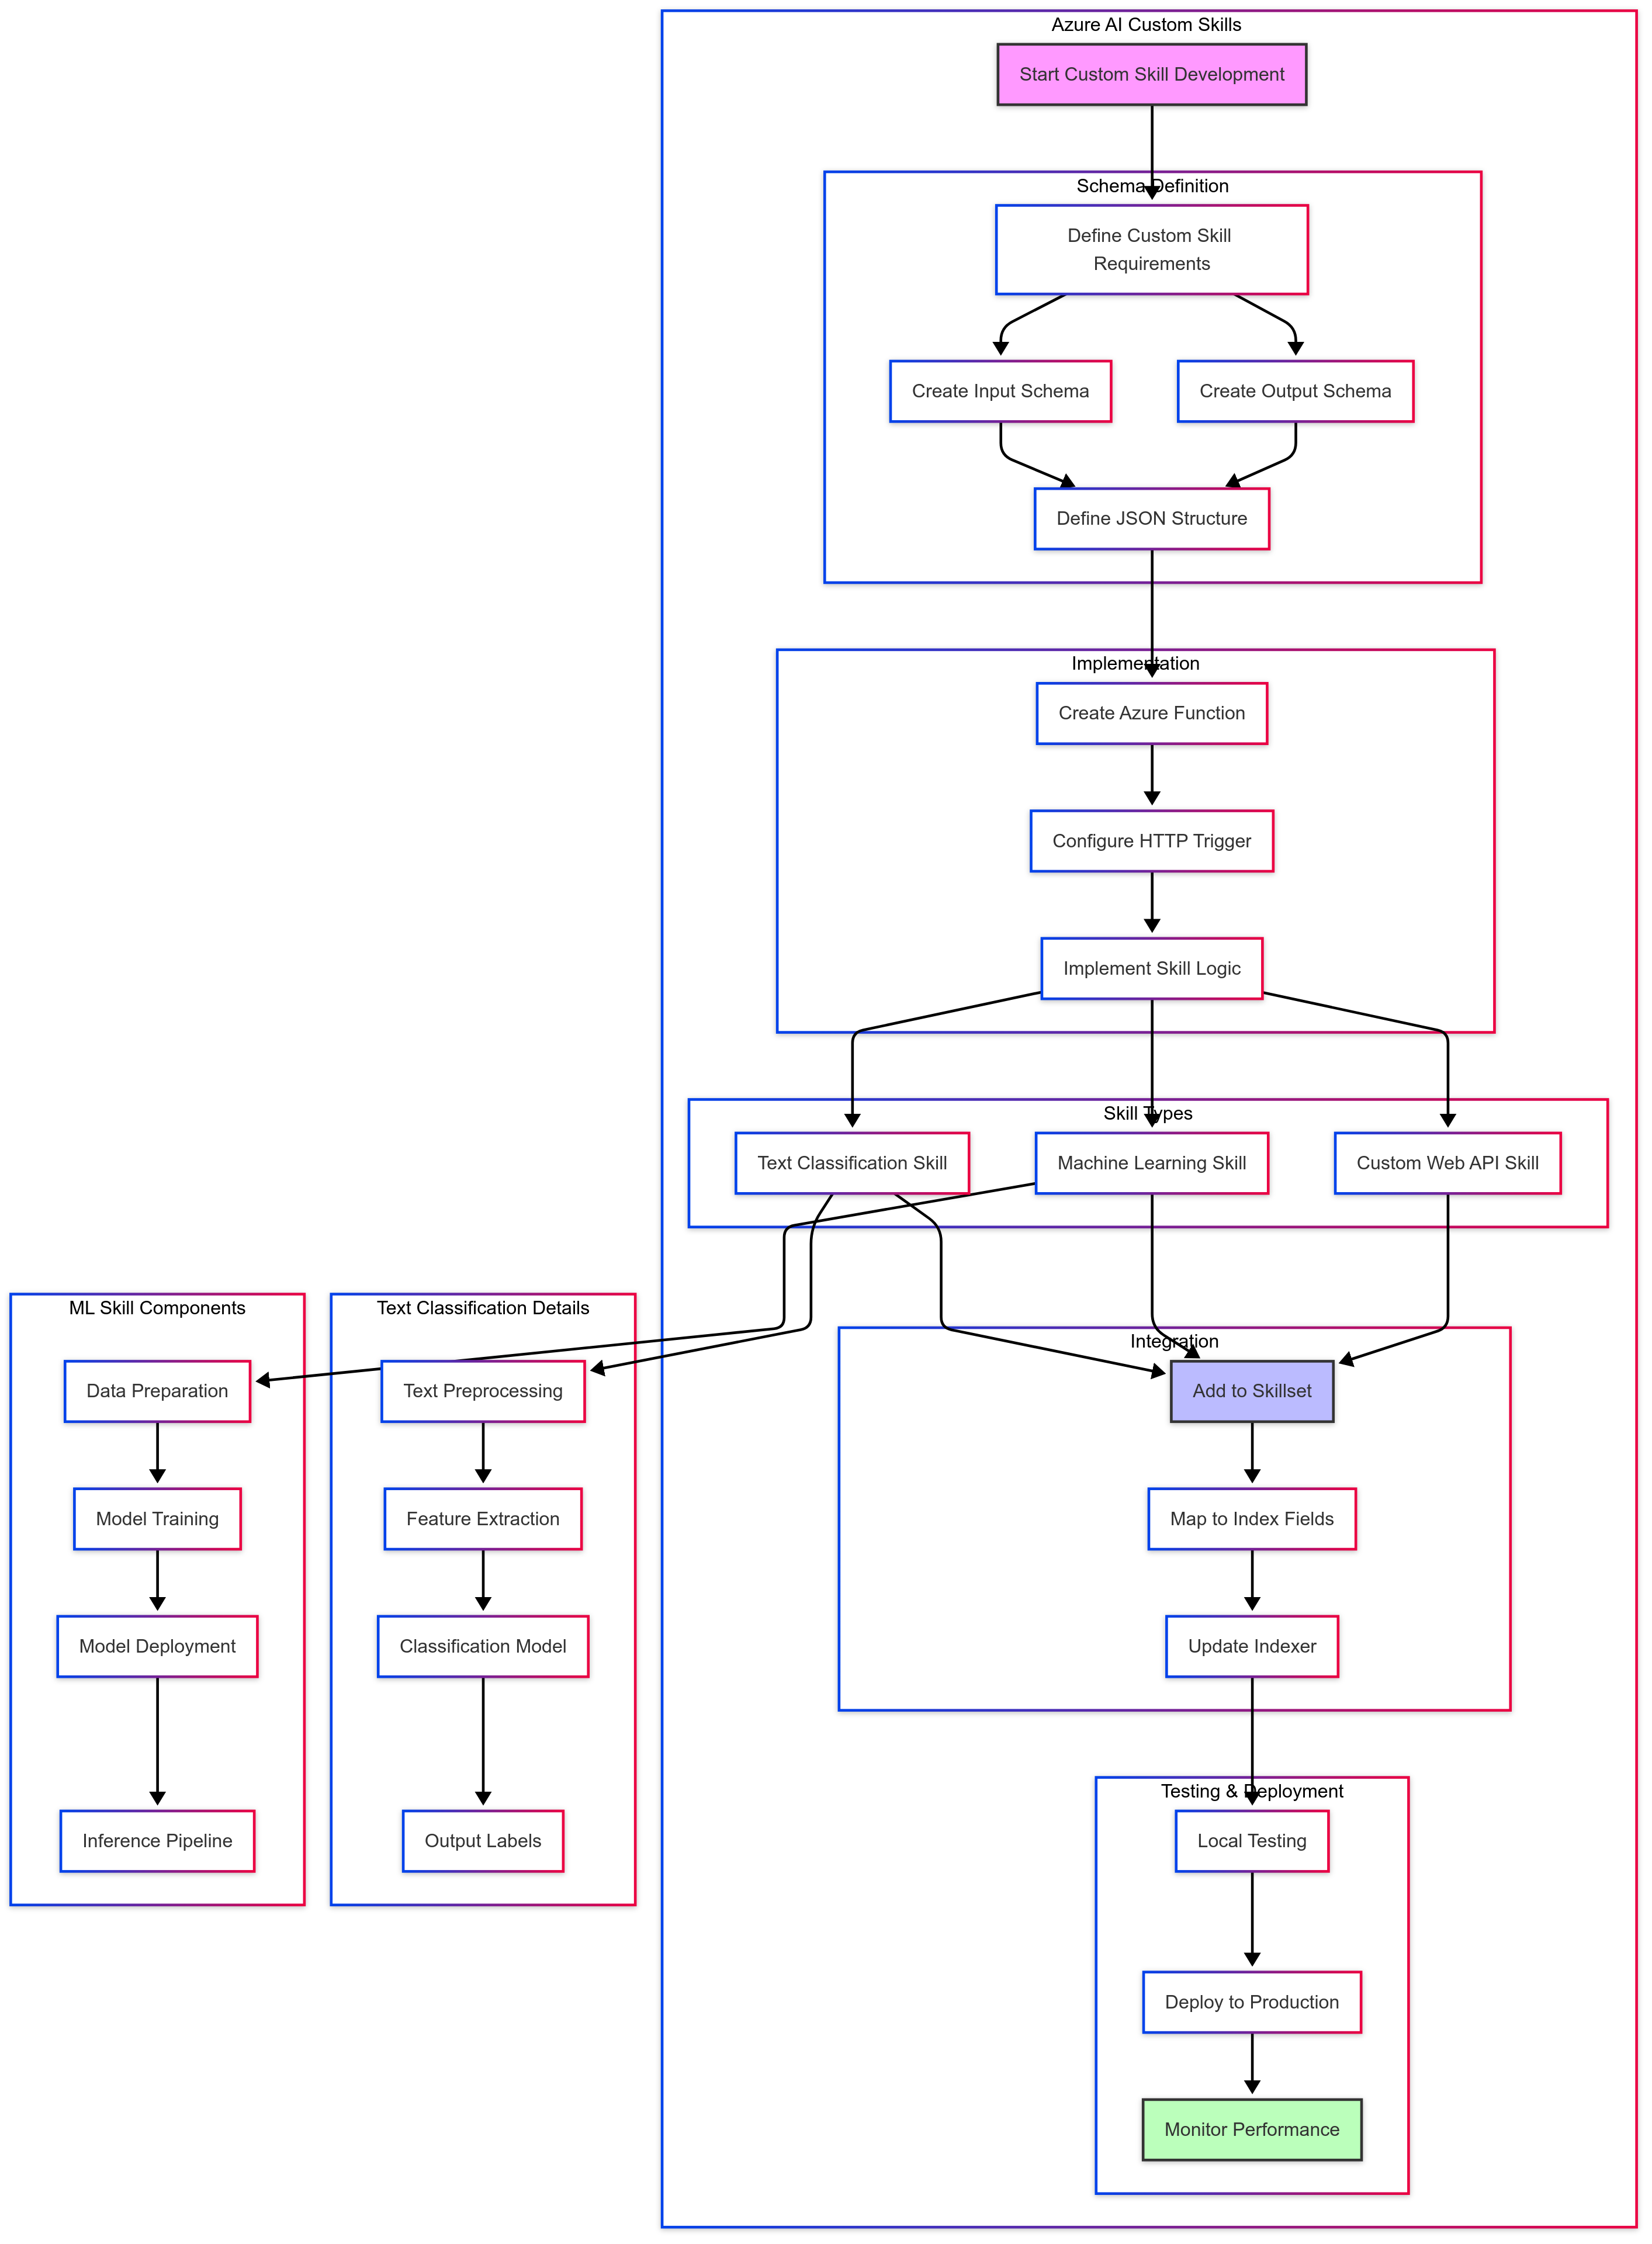 Azure AI Custom Skills
Start Custom Skill Development
Schema Definition
Define Custom Skill
Requirements
Create Input Schema
Create Output Schema
Define JSON Structure
Implementation
Create Azure Function
Configure HTTP Trigger
Implement Skill Logic
Skill Types
Text Classification Skill
Machine Learning Skill
Custom Web API Skill
ML Skill Components
Data Preparation
Model Training
Model Deployment
Inference Pipeline
Text Classification Details
Text Preprocessing
Feature Extraction
Classification Model
Output Labels
Integration
Add to Skillset
Map to Index Fields
Update Indexer
Testing & Deployment
Local Testing
Deploy to Production
Monitor Performance